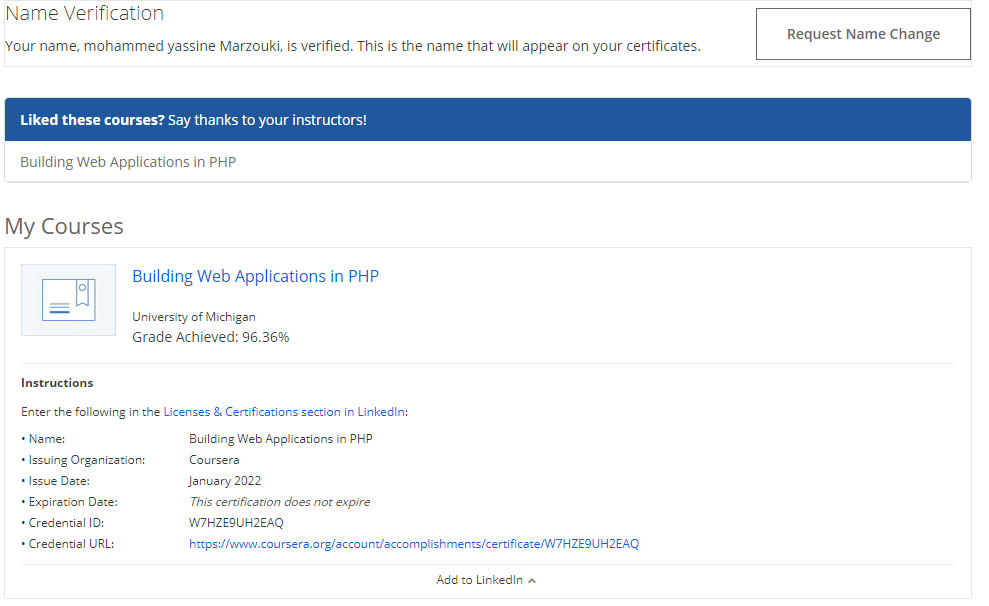 Name Verification
Your name, mohammed yassine Marzouki, is verified. This is the name that will appear on your certificates.
Request Name Change
Liked these courses? Say thanks to your instructors!
Building Web Applications in PHP
My Courses
Building Web Applications in PHP
University of Michigan
Grade Achieved: 96.36%
Instructions
Enter the following in the Licenses & Certifications section in LinkedIn:
• Name: Building Web Applications in PHP
• Issuing Organization: Coursera
• Issue Date: January 2022
• Expiration Date: This certification does not expire
• Credential ID: W7HZE9UH2EAQ
• Credential URL: https://www.coursera.org/account/accomplishments/certificate/W7HZE9UH2EAQ
Add to LinkedIn